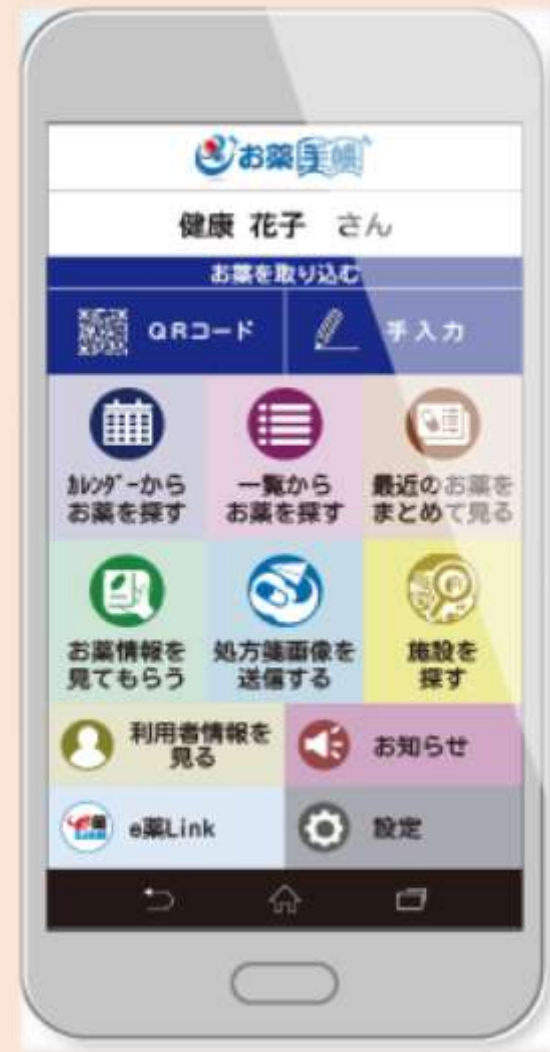 お薬手帳
健康 花子 さん
お薬を取り込む
QRコード
手入力
カレンダーから
お薬を探す
一覧から
お薬を探す
最近のお薬を
まとめて見る
お薬情報を
見てもらう
処方箋画像を
送信する
施設を
探す
利用者情報を
見る
お知らせ
e薬Link
設定